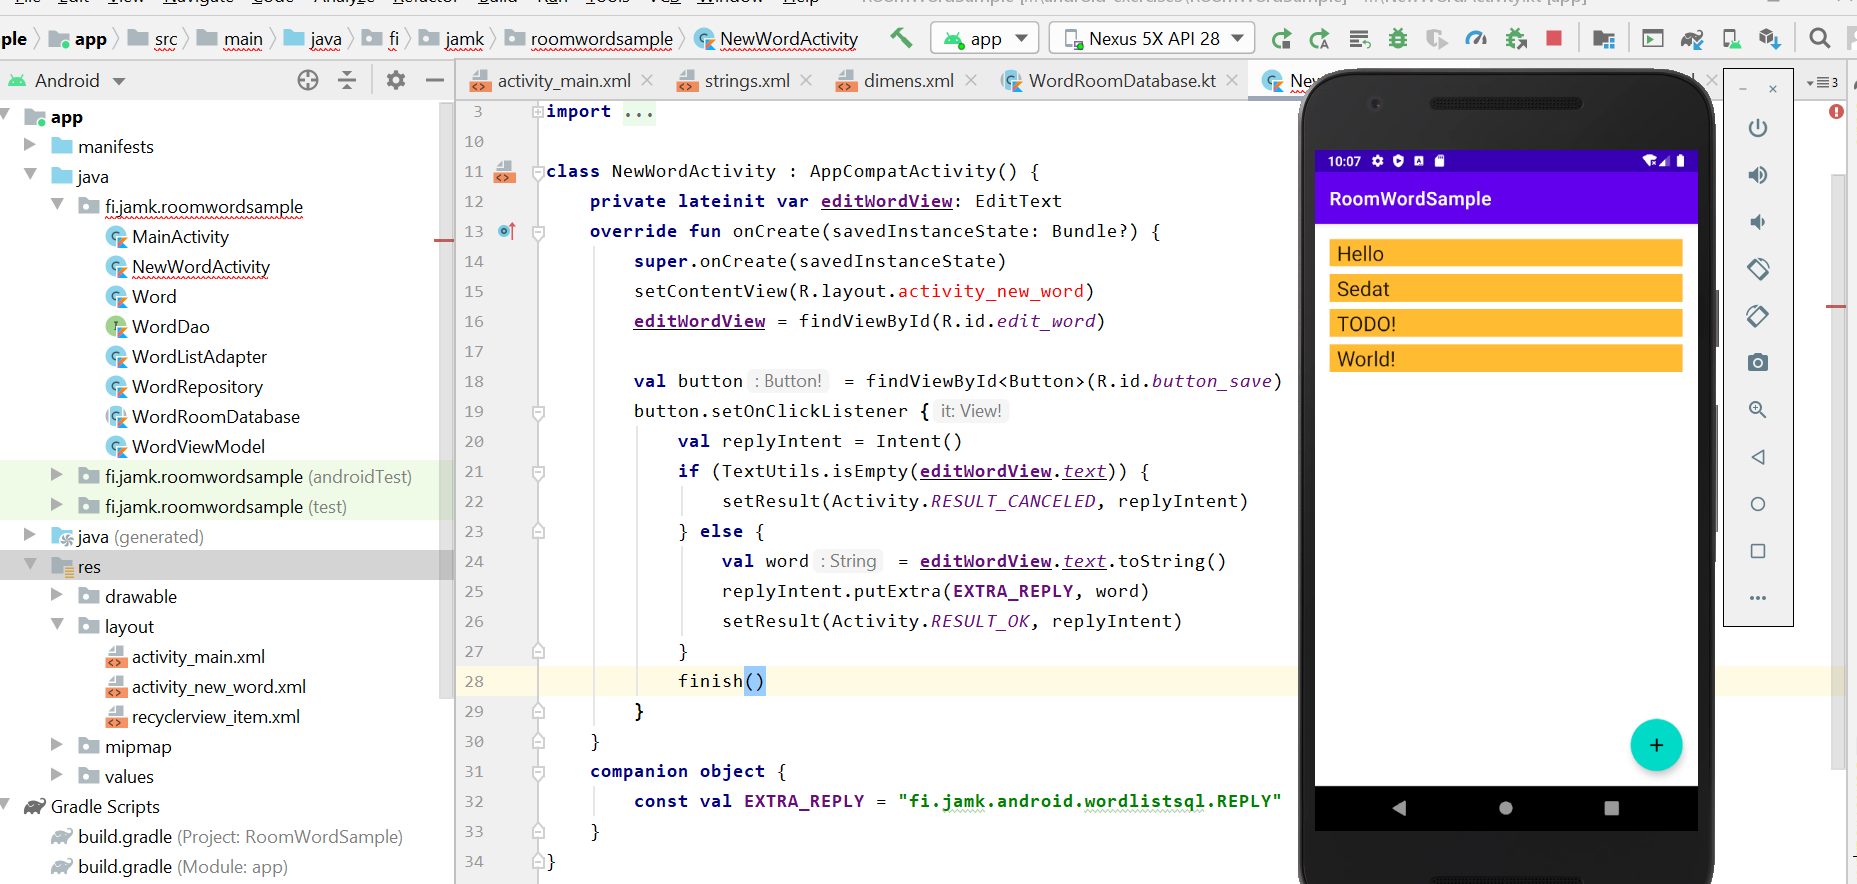 ple app src main java fi jamk roomwordsample NewWordActivity app Nexus 5X API 28
Android
activity_main.xml strings.xml dimens.xml WordRoomDatabase.kt
app
manifests
java
fi.jamk.roomwordsample
MainActivity
NewWordActivity
Word
WordDao
WordListAdapter
WordRepository
WordRoomDatabase
WordViewModel
fi.jamk.roomwordsample (androidTest)
fi.jamk.roomwordsample (test)
java (generated)
res
drawable
layout
activity_main.xml
activity_new_word.xml
recyclerview_item.xml
mipmap
values
Gradle Scripts
build.gradle (Project: RoomWordSample)
build.gradle (Module: app)
3 import ...
10
11 class NewWordActivity : AppCompatActivity() {
12 private lateinit var editWordView: EditText
13 override fun onCreate(savedInstanceState: Bundle?) {
14 super.onCreate(savedInstanceState)
15 setContentView(R.layout.activity_new_word)
16 editWordView = findViewById(R.id.edit_word)
17
18 val button : Button! = findViewById<Button>(R.id.button_save)
19 button.setOnClickListener { it: View!
20 val replyIntent = Intent()
21 if (TextUtils.isEmpty(editWordView.text)) {
22 setResult(Activity.RESULT_CANCELED, replyIntent)
23 } else {
24 val word : String = editWordView.text.toString()
25 replyIntent.putExtra(EXTRA_REPLY, word)
26 setResult(Activity.RESULT_OK, replyIntent)
27 }
28 finish()
29 }
30 }
31 companion object {
32 const val EXTRA_REPLY = "fi.jamk.android.wordlistsql.REPLY"
33 }
34 }
10:07
RoomWordSample
Hello
Sedat
TODO!
World!
+
3